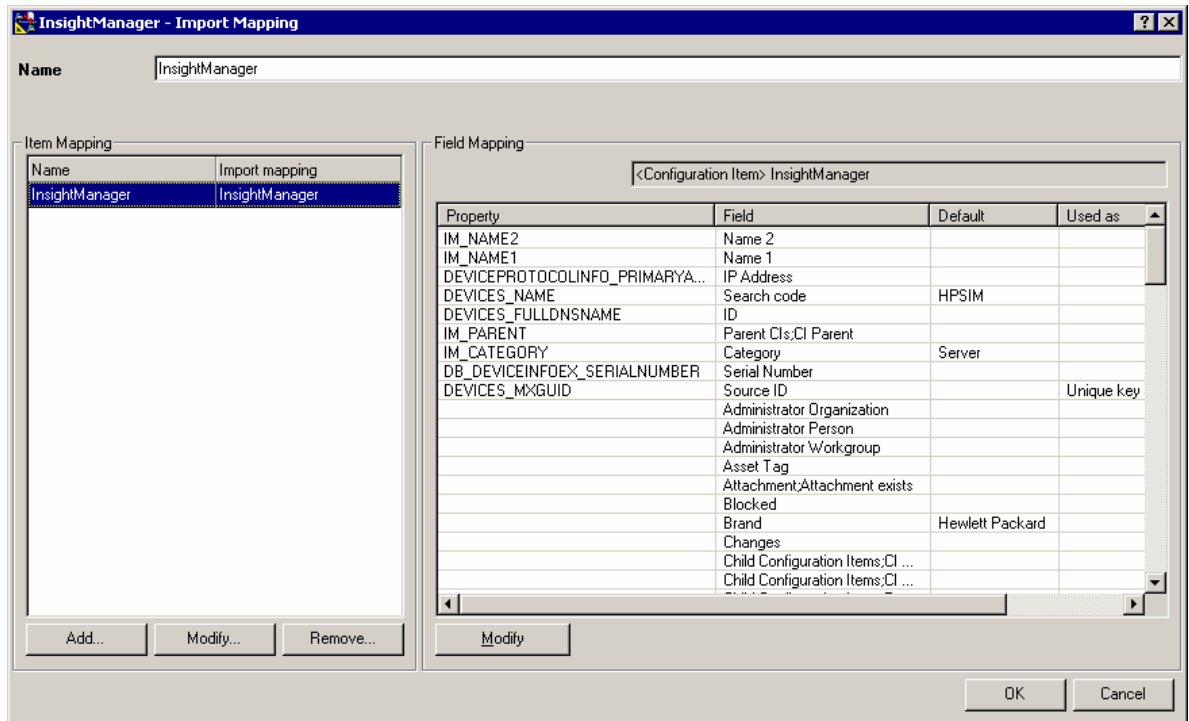 InsightManager - Import Mapping
Name InsightManager
Item Mapping
Name Import mapping
InsightManager InsightManager
Field Mapping
<Configuration Item> InsightManager
Property Field Default Used as
IM_NAME2 Name 2
IM_NAME1 Name 1
DEVICEPROTOCOLINFO_PRIMARYA... IP Address
DEVICES_NAME Search code HPSIM
DEVICES_FULLDNSNAME ID
IM_PARENT Parent CIs;CI Parent
IM_CATEGORY Category Server
DB_DEVICEINFOEX_SERIALNUMBER Serial Number
DEVICES_MXGUID Source ID Unique key
Administrator Organization
Administrator Person
Administrator Workgroup
Asset Tag
Attachment;Attachment exists
Blocked
Brand Hewlett Packard
Changes
Child Configuration Items;CI ...
Child Configuration Items;CI ...
Add... Modify... Remove...
Modify
OK Cancel